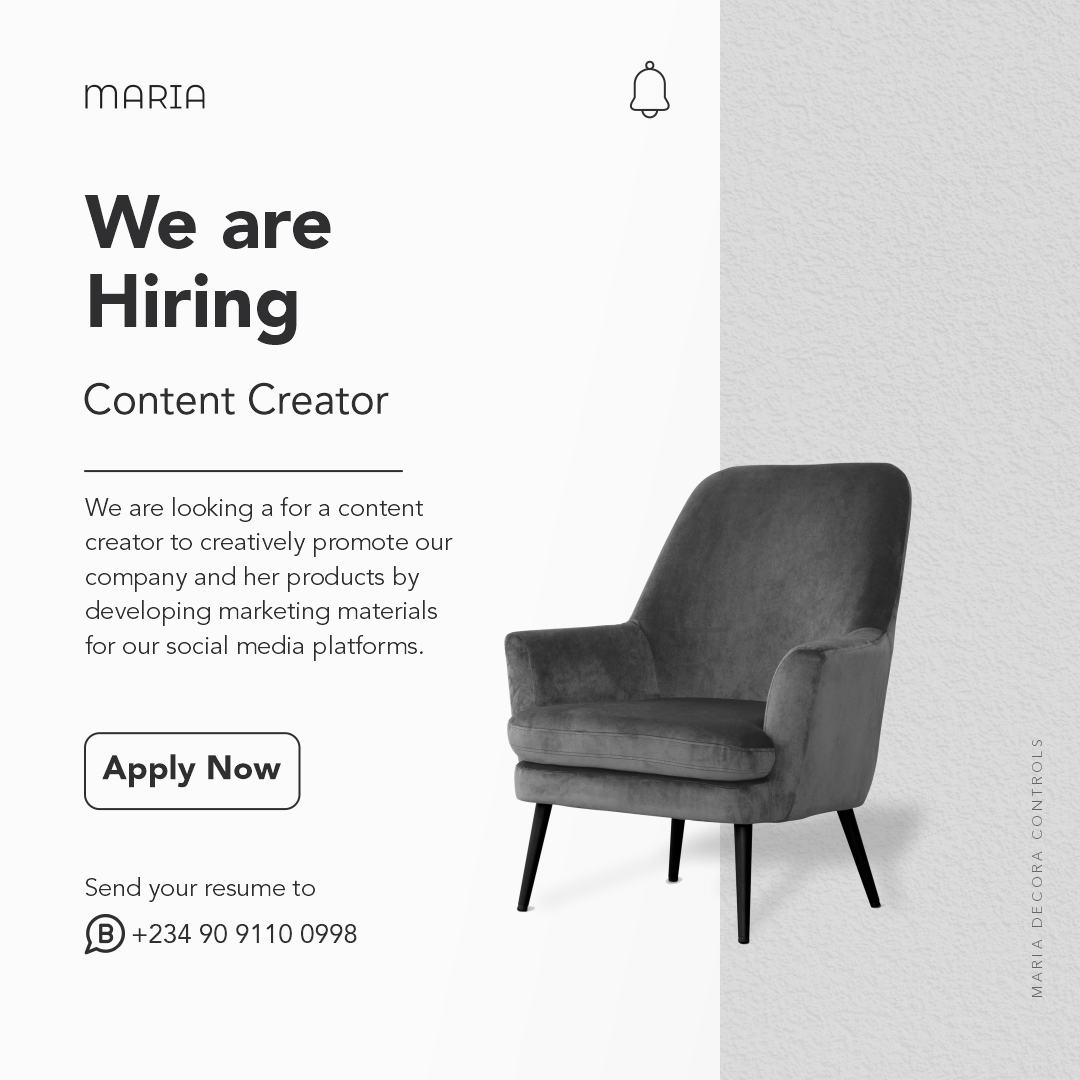 MARIA
We are
Hiring
Content Creator
We are looking a for a content
creator to creatively promote our
company and her products by
developing marketing materials
for our social media platforms.
Apply Now
Send your resume to
B +234 90 9110 0998
MARIA DECORA CONTROLS